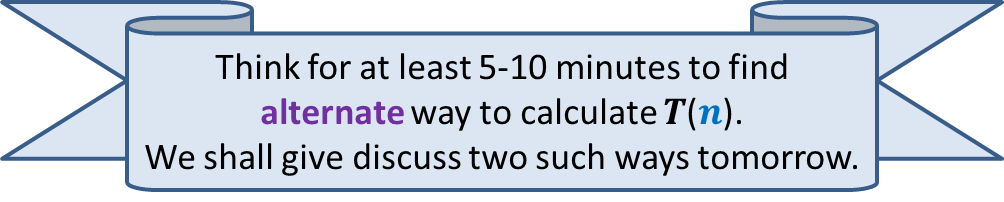 Think for at least 5-10 minutes to find
alternate way to calculate T(n).
We shall give discuss two such ways tomorrow.